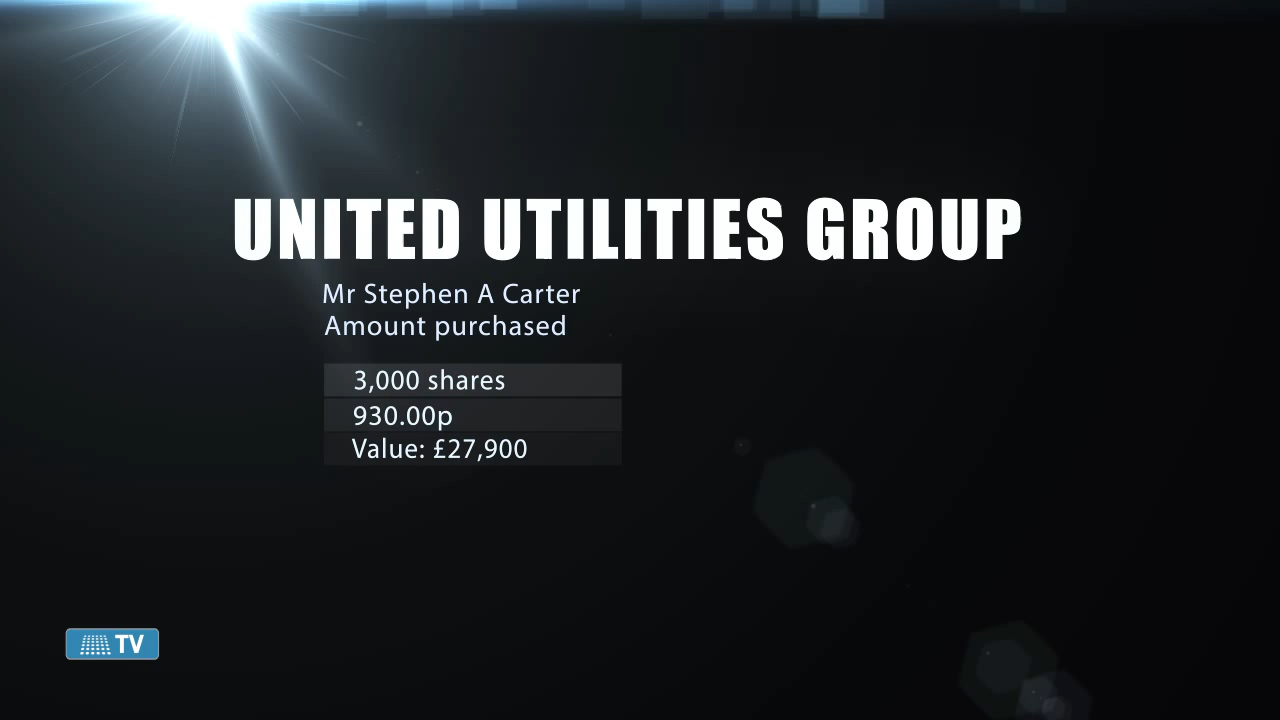 UNITED UTILITIES GROUP
Mr Stephen A Carter
Amount purchased
3,000 shares
930.00p
Value: £27,900
TV